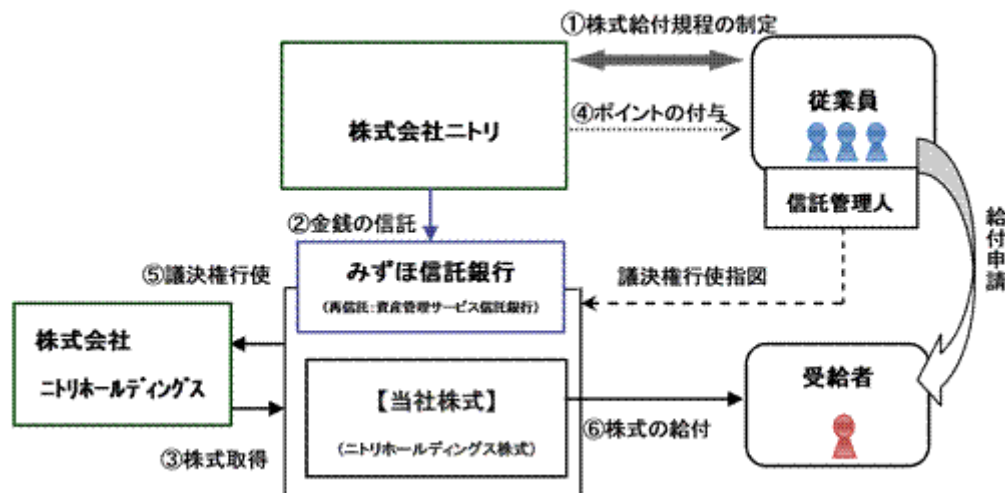 ①株式給付規程の制定
株式会社ニトリ
④ポイントの付与
従業員
信託管理人
②金銭の信託
給付申請
⑤議決権行使
みずほ信託銀行
(再信託:資産管理サービス信託銀行)
議決権行使指図
株式会社
ニトリホールディングス
【当社株式】
(ニトリホールディングス株式)
受給者
⑥株式の給付
③株式取得